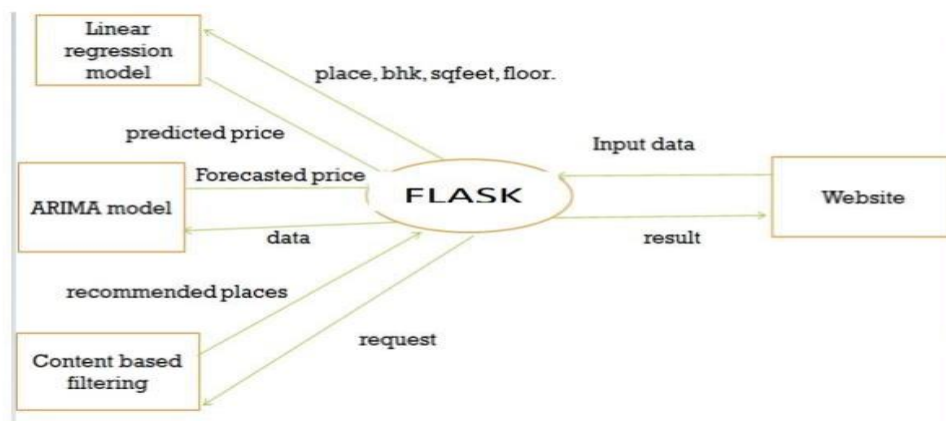 Linear
regression
model
place, bhk, sqfeet, floor.
predicted price
Input data
Forecasted price
ARIMA model
FLASK
Website
data
result
recommended places
request
Content based
filtering